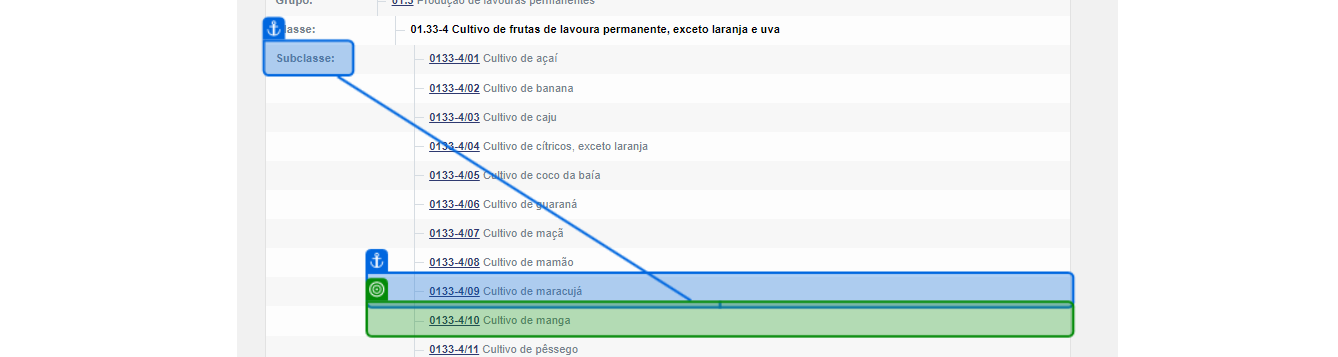 Grupo: 01.3 Produção de lavouras permanentes
lasse: 01.33-4 Cultivo de frutas de lavoura permanente, exceto laranja e uva
Subclasse: 0133-4/01 Cultivo de açaí
0133-4/02 Cultivo de banana
0133-4/03 Cultivo de caju
0133-4/04 Cultivo de cítricos, exceto laranja
0133-4/05 Cultivo de coco da baía
0133-4/06 Cultivo de guaraná
0133-4/07 Cultivo de maçã
0133-4/08 Cultivo de mamão
0133-4/09 Cultivo de maracujá
0133-4/10 Cultivo de manga
0133-4/11 Cultivo de pêssego